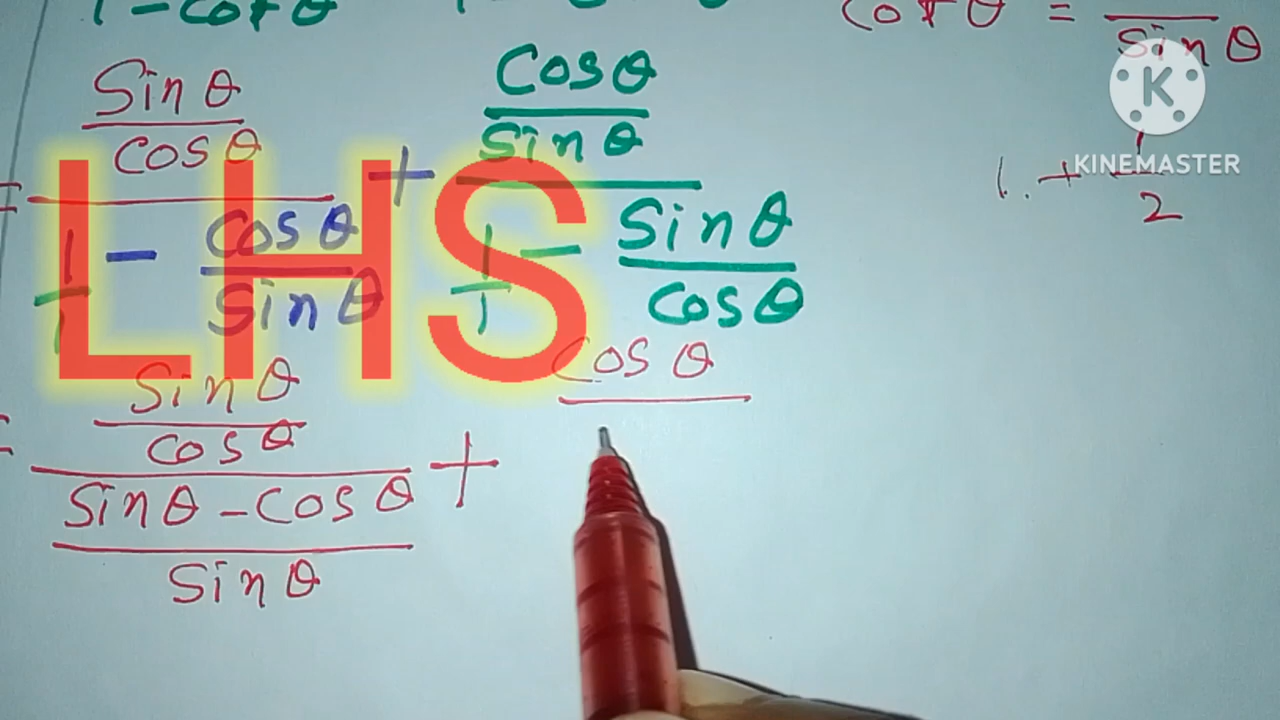 1 - cot θ
cot θ =
sin θ
K
KINEMASTER
1. + 1
2
Sin θ
cos θ
+
Cos θ
Sin θ
=
1
1
-
cos θ
sin θ
1
1
-
Sin θ
cos θ
LHS
=
Sin θ
cos θ
Sin θ - cos θ
Sin θ
+
cos θ